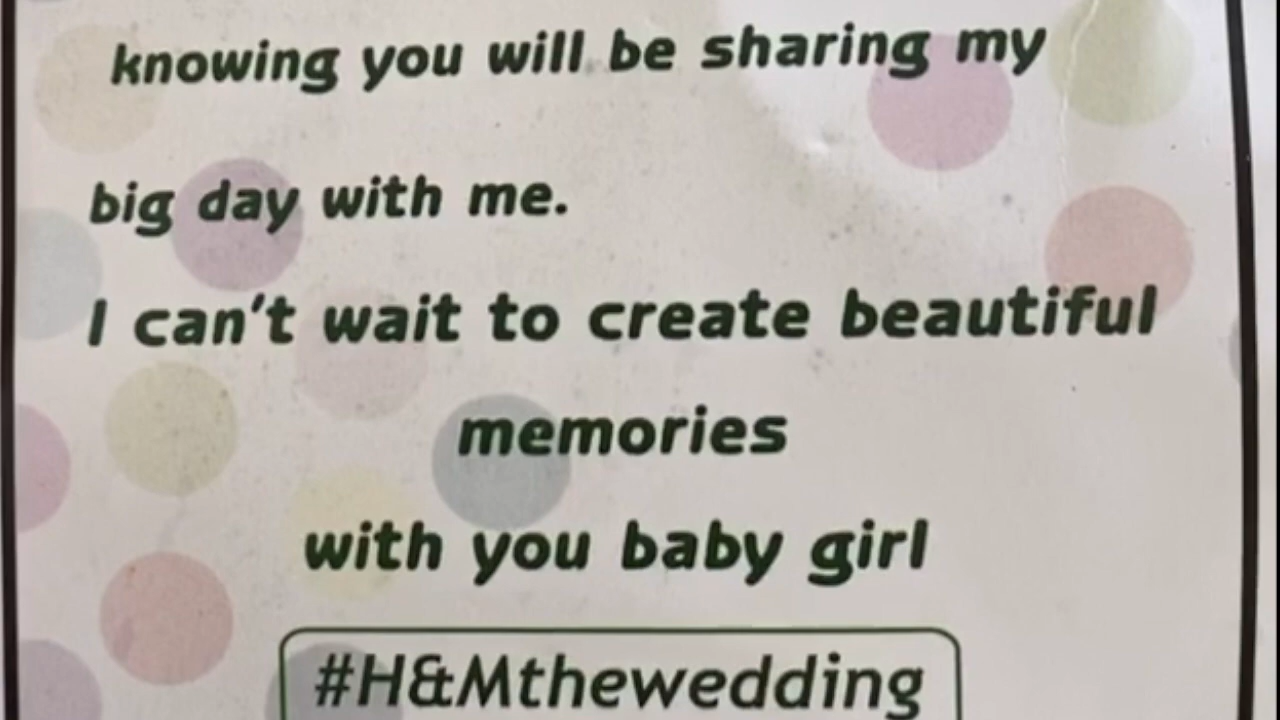 knowing you will be sharing my
big day with me.
I can't wait to create beautiful
memories
with you baby girl
#H&Mthewedding